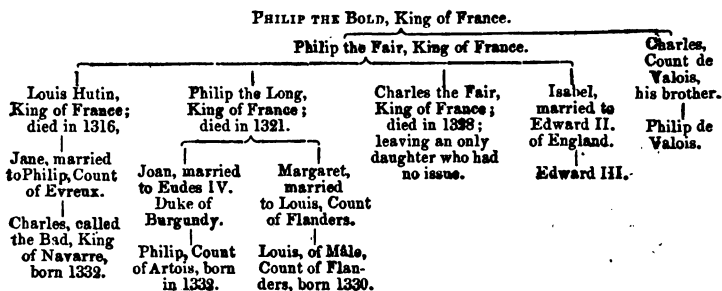 PHILIP THE BOLD, King of France.
Philip the Fair, King of France.
Charles,
Count de
Valois,
his brother.
Philip de
Valois.
Louis Hutin,
King of France;
died in 1316,
Jane, married
to Philip, Count
of Evreux.
Charles, called
the Bad, King
of Navarre,
born 1332.
Philip the Long,
King of France;
died in 1321.
Joan, married
to Eudes IV.
Duke of
Burgundy.
Philip, Count
of Artois, born
in 1332.
Margaret,
married
to Louis, Count
of Flanders.
Louis, of Mâle,
Count of Flan-
ders, born 1330.
Charles the Fair,
King of France;
died in 1328;
leaving an only
daughter who had
no issue.
Isabel,
married to
Edward II.
of England.
Edward III.